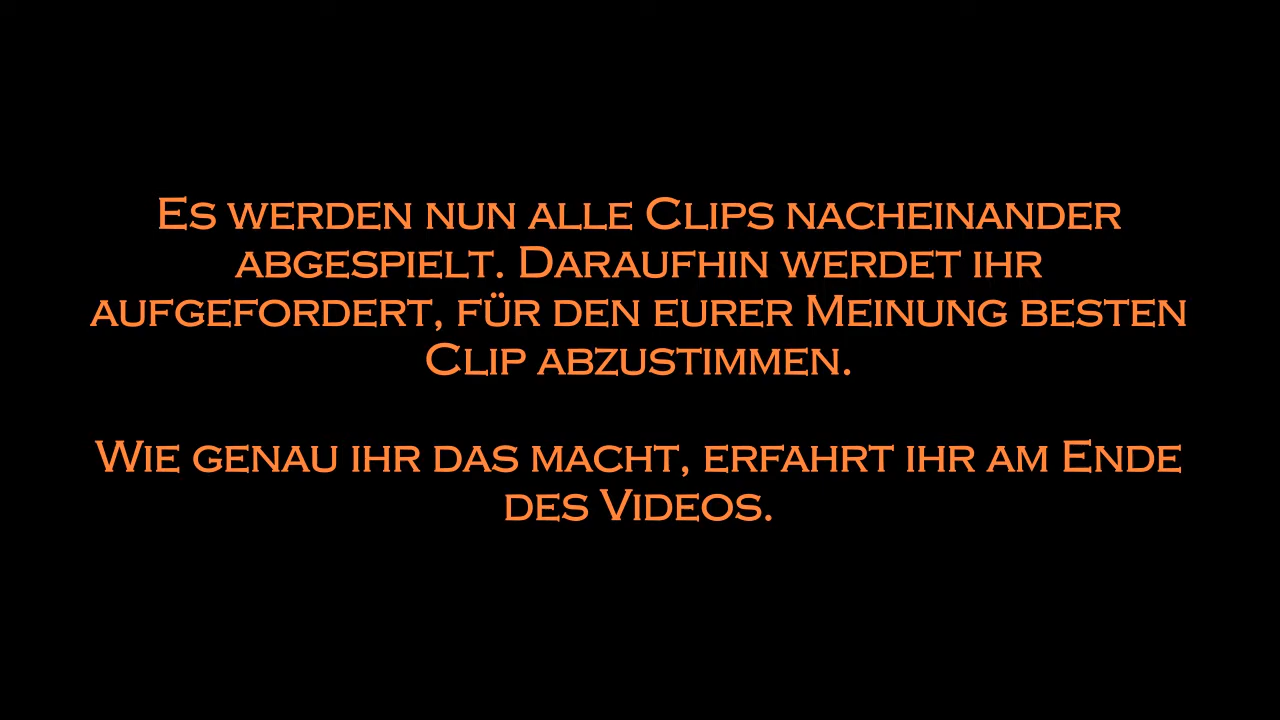 Es werden nun alle Clips nacheinander
abgespielt. Daraufhin werdet ihr
aufgefordert, für den eurer Meinung besten
Clip abzustimmen.
Wie genau ihr das macht, erfahrt ihr am Ende
des Videos.